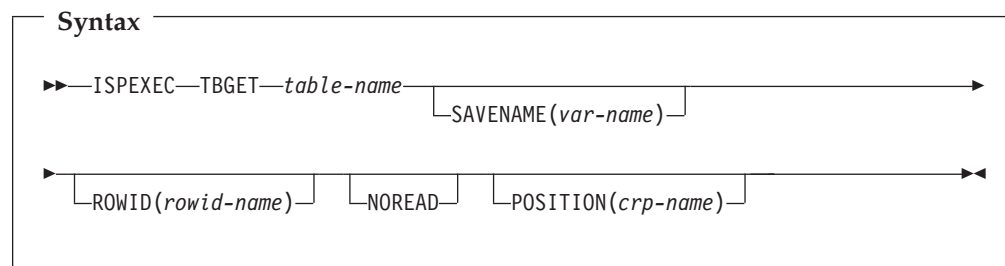 Syntax
ISPEXEC TBGET table-name
SAVENAME(var-name)
ROWID(rowid-name) NOREAD POSITION(crp-name)